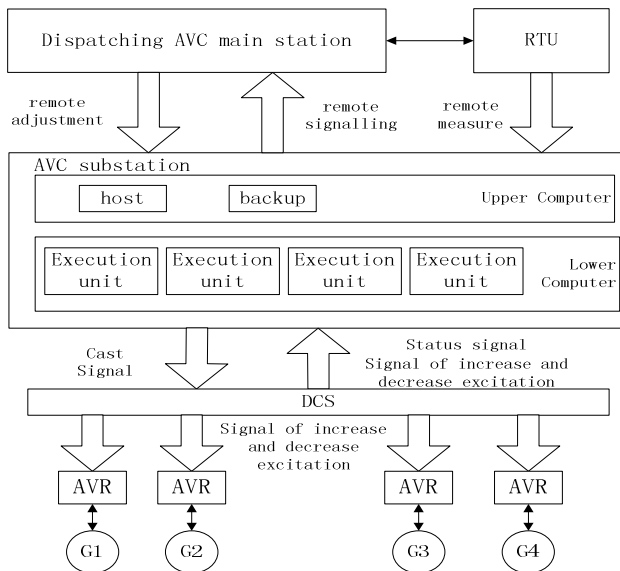 Dispatching AVC main station
RTU
remote
adjustment
remote
signalling
remote
measure
AVC substation
host
backup
Upper Computer
Execution
unit
Execution
unit
Execution
unit
Execution
unit
Lower
Computer
Cast
Signal
Status signal
Signal of increase and
decrease excitation
DCS
Signal of increase
and decrease
excitation
AVR
AVR
AVR
AVR
G1
G2
G3
G4